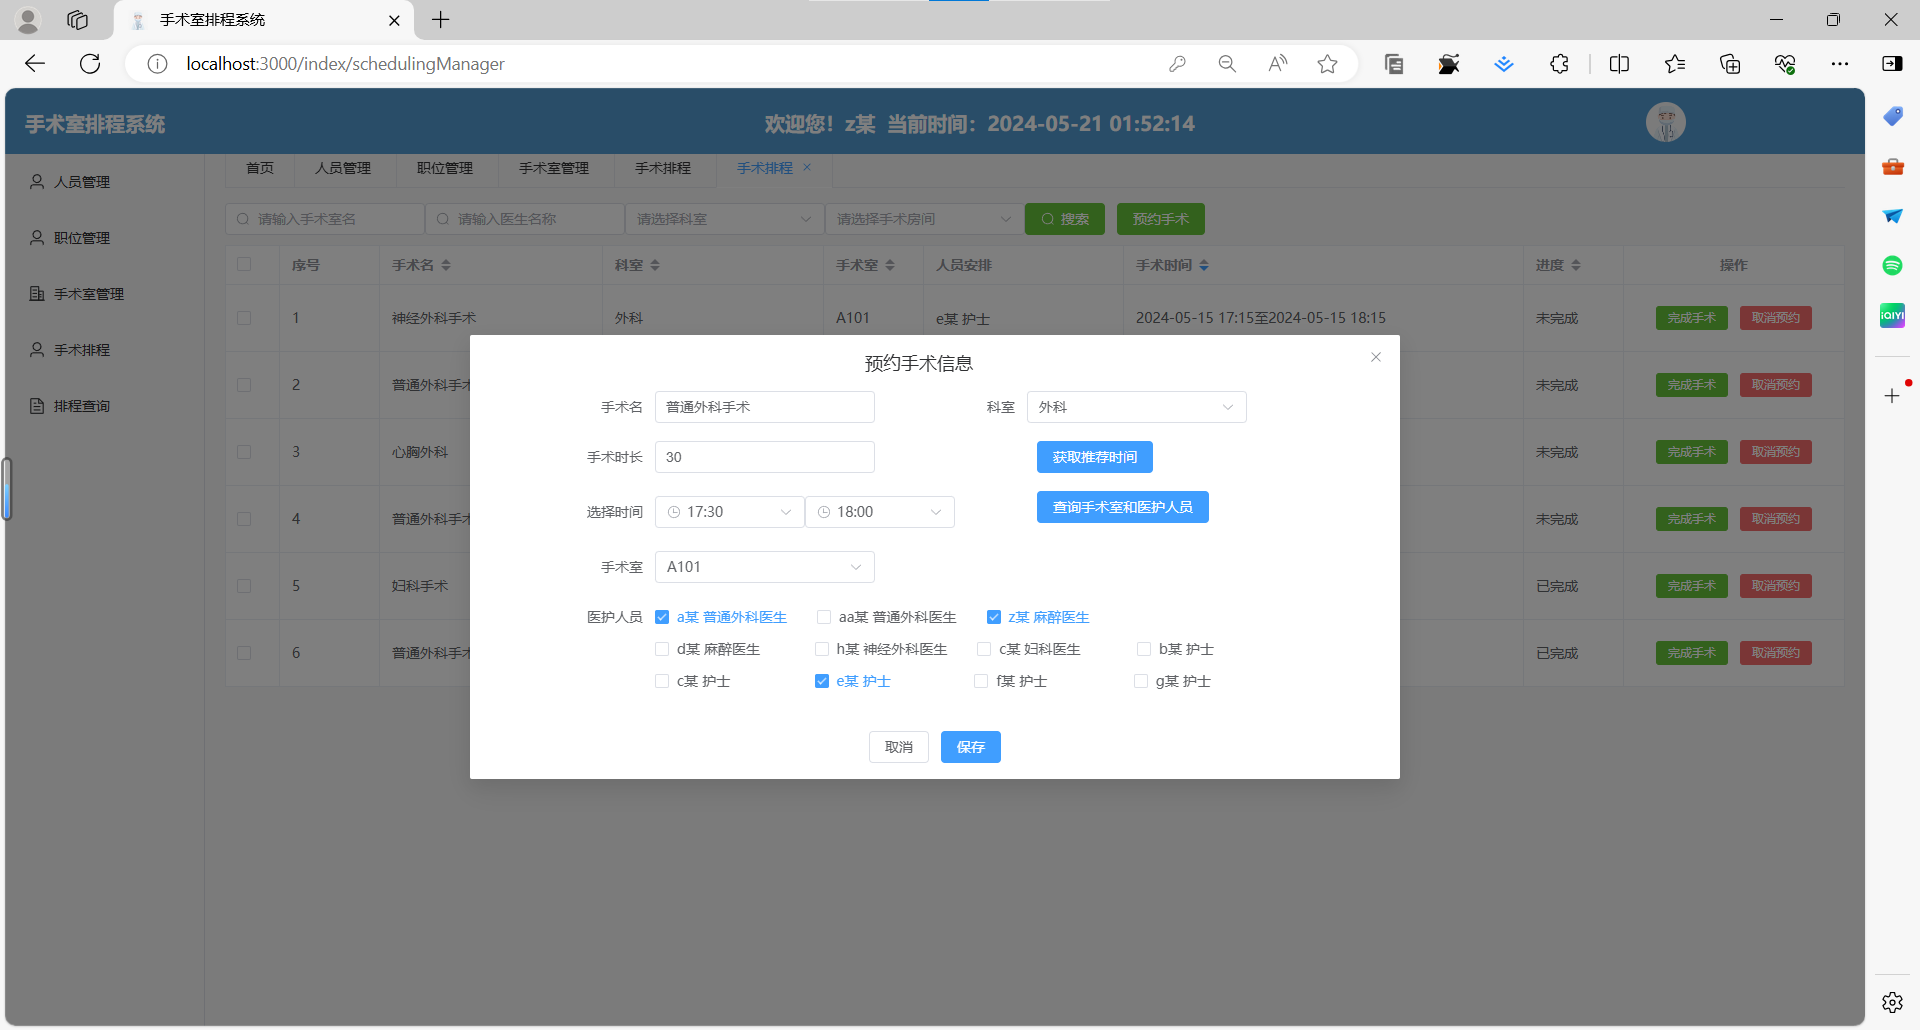 手术室排程系统
localhost:3000/index/schedulingManager
手术室排程系统
欢迎您！z某 当前时间：2024-05-21 01:52:14
人员管理
职位管理
手术室管理
手术排程
排程查询
首页 人员管理 职位管理 手术室管理 手术排程 手术排程
请输入手术室名 请输入医生名称 请选择科室 请选择手术房间 搜索 预约手术
序号 手术名 科室 手术室 人员安排 手术时间 进度 操作
1 神经外科手术 外科 A101 e某 护士 2024-05-15 17:15至2024-05-15 18:15 未完成 完成手术 取消预约
2 普通外科手术 未完成 完成手术 取消预约
3 心胸外科 未完成 完成手术 取消预约
4 普通外科手术 未完成 完成手术 取消预约
5 妇科手术 已完成 完成手术 取消预约
6 普通外科手术 已完成 完成手术 取消预约
预约手术信息
手术名 普通外科手术 科室 外科
手术时长 30 获取推荐时间
选择时间 17:30 18:00 查询手术室和医护人员
手术室 A101
医护人员 a某 普通外科医生 aa某 普通外科医生 z某 麻醉医生
d某 麻醉医生 h某 神经外科医生 c某 妇科医生 b某 护士
c某 护士 e某 护士 f某 护士 g某 护士
取消 保存
iQIYI